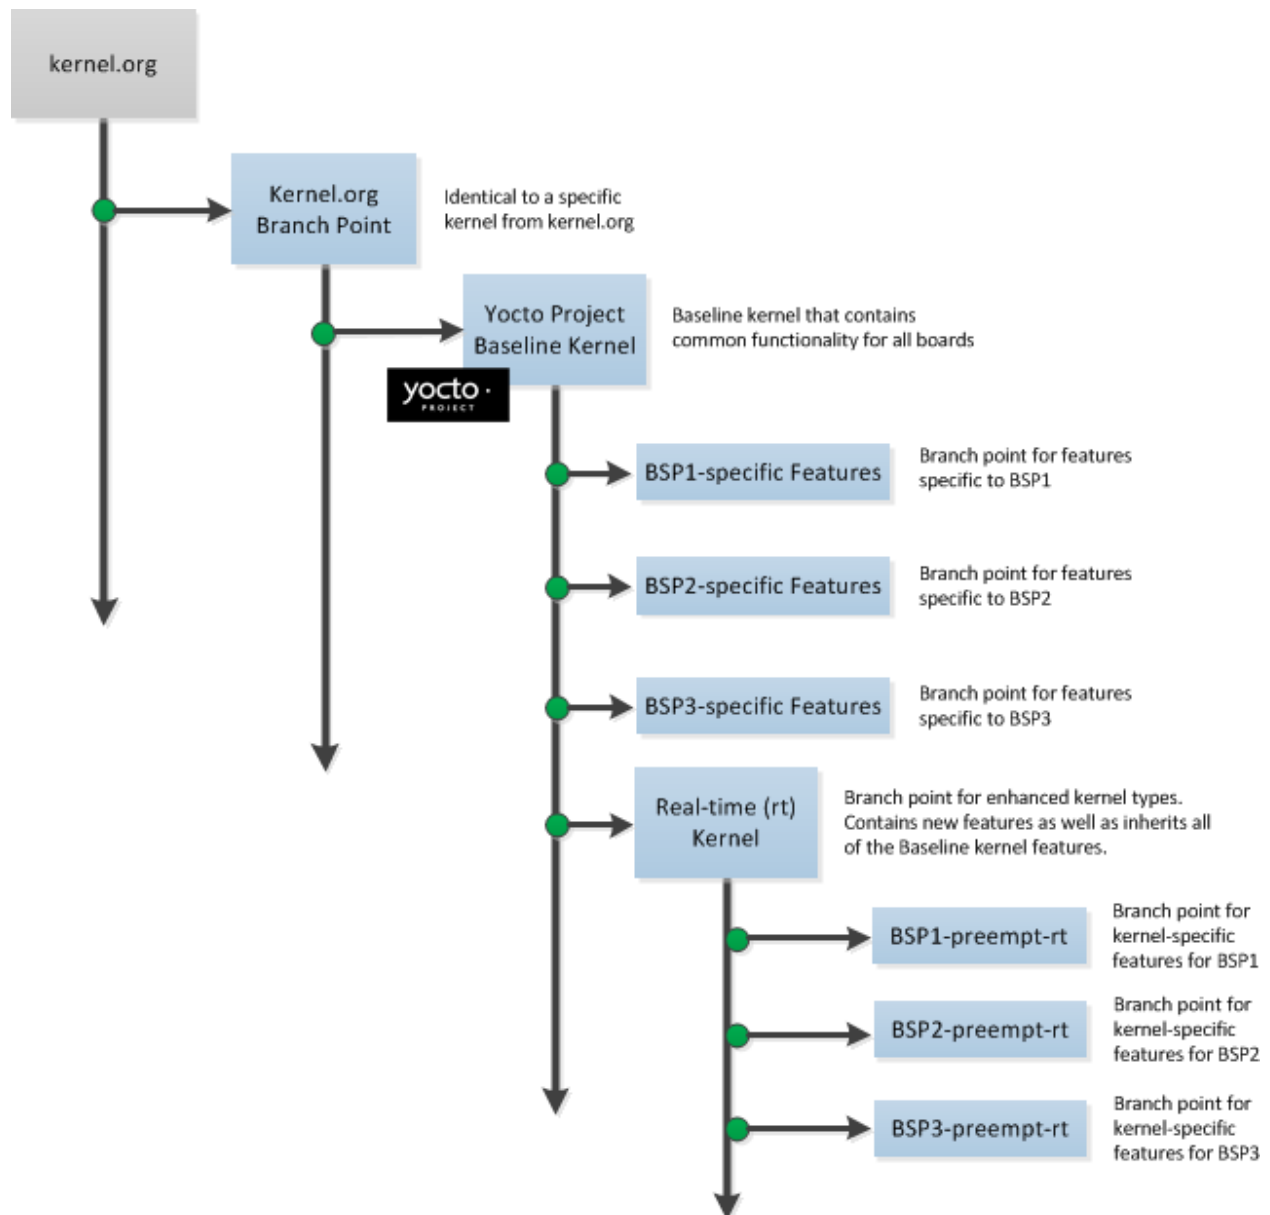 kernel.org
Kernel.org
Branch Point
Identical to a specific
kernel from kernel.org
Yocto Project
Baseline Kernel
Baseline kernel that contains
common functionality for all boards
yocto ·
PROJECT
BSP1-specific Features
Branch point for features
specific to BSP1
BSP2-specific Features
Branch point for features
specific to BSP2
BSP3-specific Features
Branch point for features
specific to BSP3
Real-time (rt)
Kernel
Branch point for enhanced kernel types.
Contains new features as well as inherits all
of the Baseline kernel features.
BSP1-preempt-rt
Branch point for
kernel-specific
features for BSP1
BSP2-preempt-rt
Branch point for
kernel-specific
features for BSP2
BSP3-preempt-rt
Branch point for
kernel-specific
features for BSP3